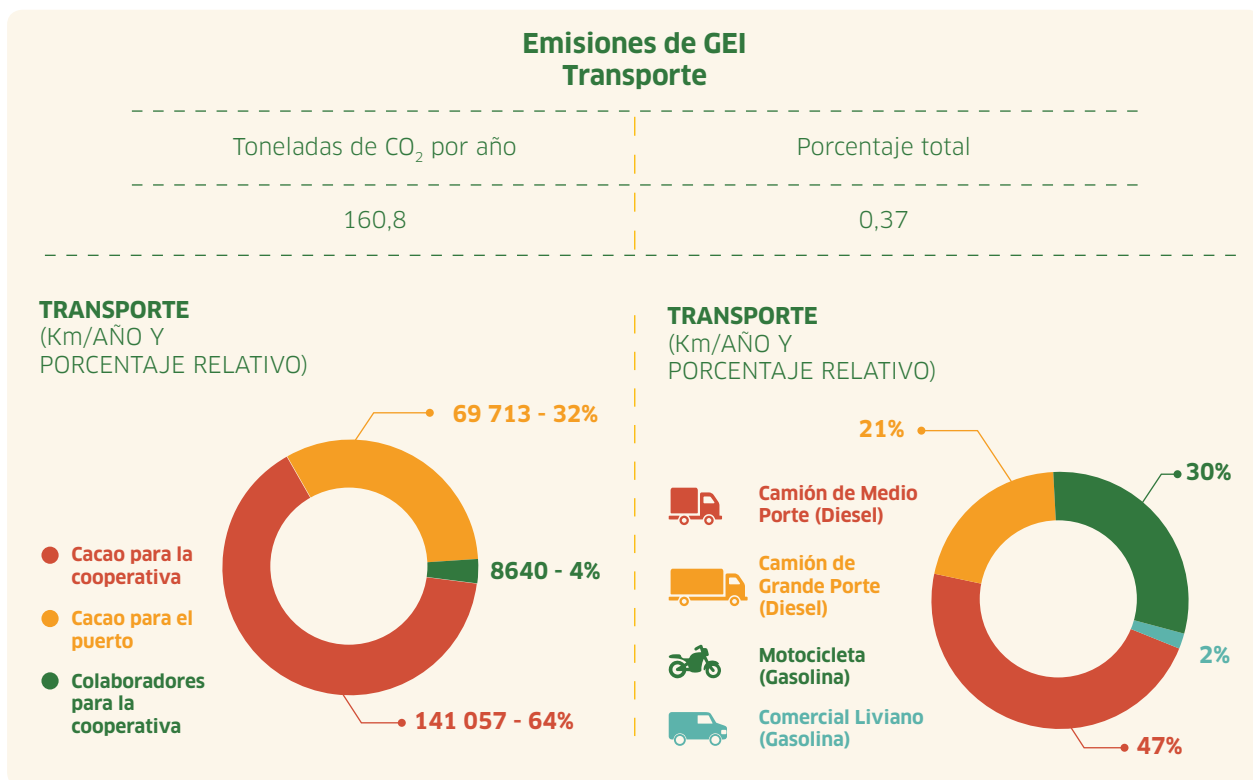 Emisiones de GEI
Transporte
Toneladas de CO₂ por año
Porcentaje total
160,8
0,37
TRANSPORTE
(Km/AÑO Y
PORCENTAJE RELATIVO)
69 713 - 32%
8640 - 4%
141 057 - 64%
Cacao para la
cooperativa
Cacao para el
puerto
Colaboradores
para la
cooperativa
TRANSPORTE
(Km/AÑO Y
PORCENTAJE RELATIVO)
21%
30%
2%
47%
Camión de Medio
Porte (Diesel)
Camión de
Grande Porte
(Diesel)
Motocicleta
(Gasolina)
Comercial Liviano
(Gasolina)